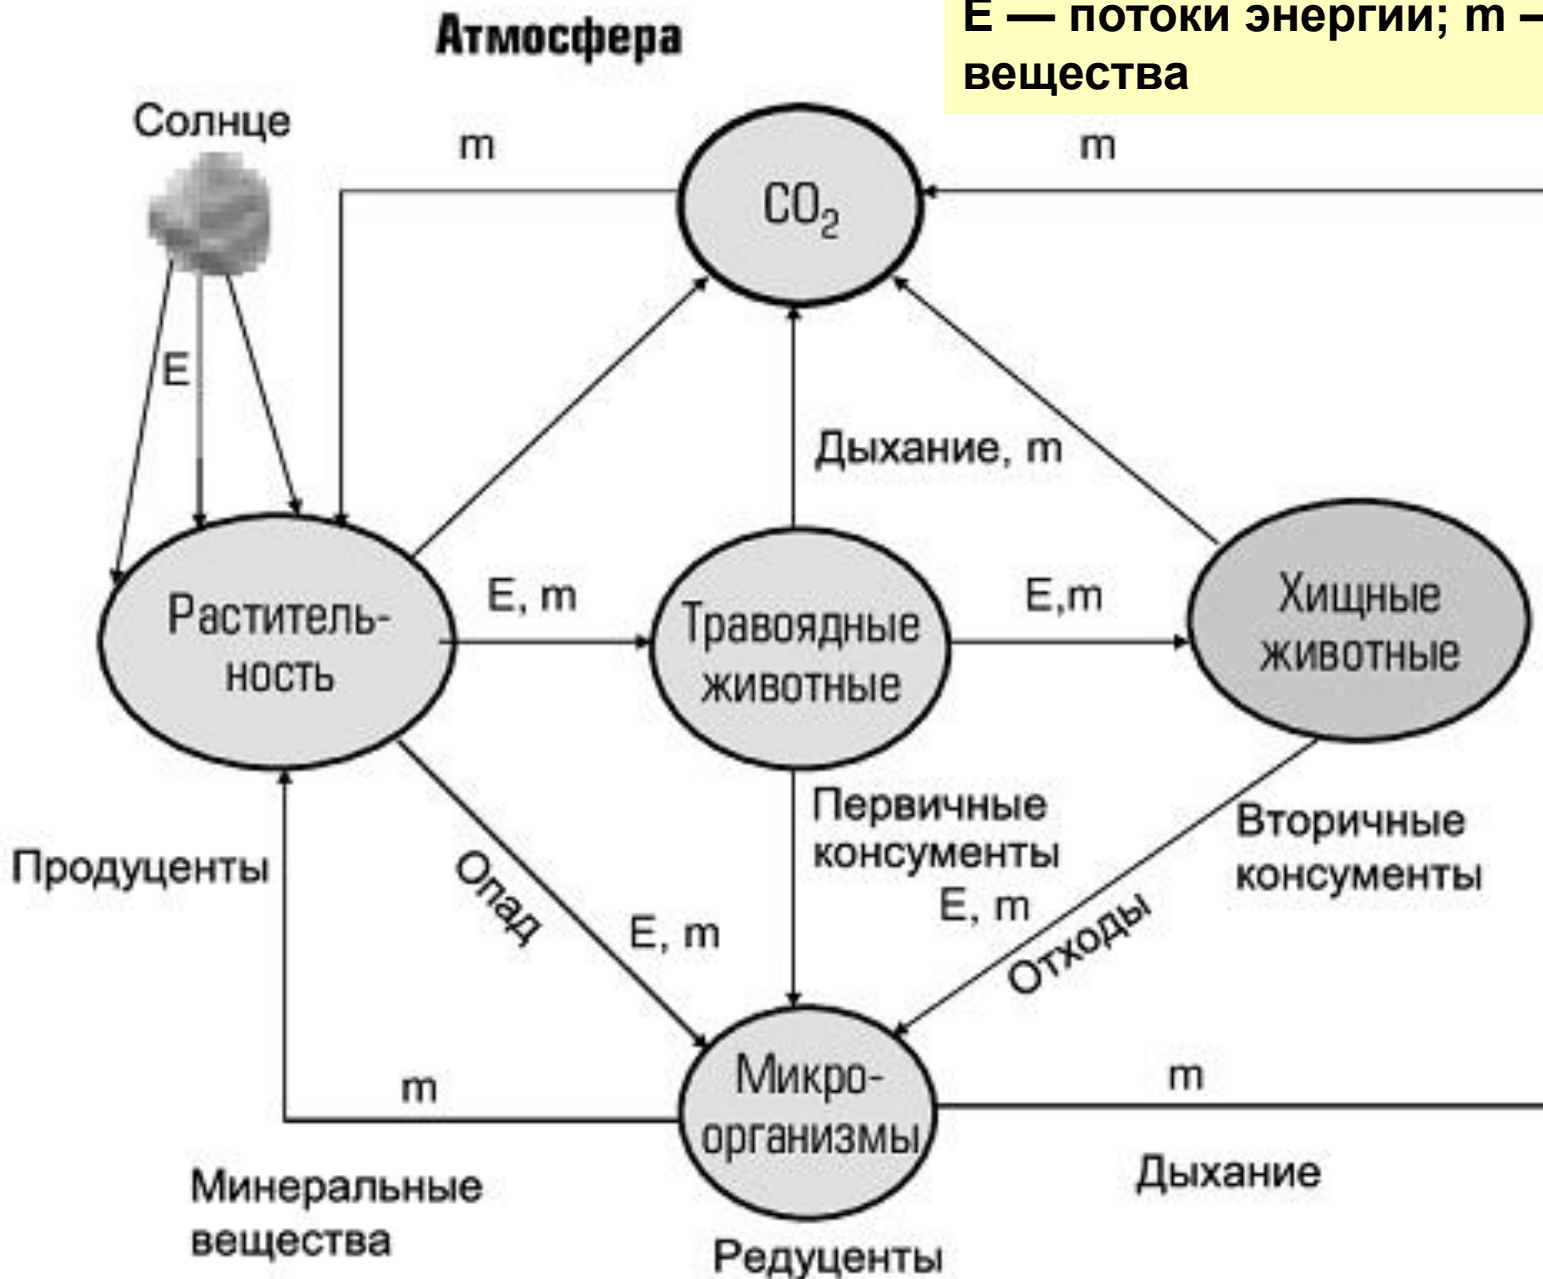 Атмосфера
E — потоки энергии; m –
вещества
Солнце
m
m
CO₂
E
Дыхание, m
E, m
E,m
Раститель-
ность
Травоядные
животные
Хищные
животные
Первичные
консументы
Вторичные
консументы
Продуценты
Опад
E, m
E, m
Отходы
Микро-
организмы
m
m
Минеральные
вещества
Дыхание
Редуценты